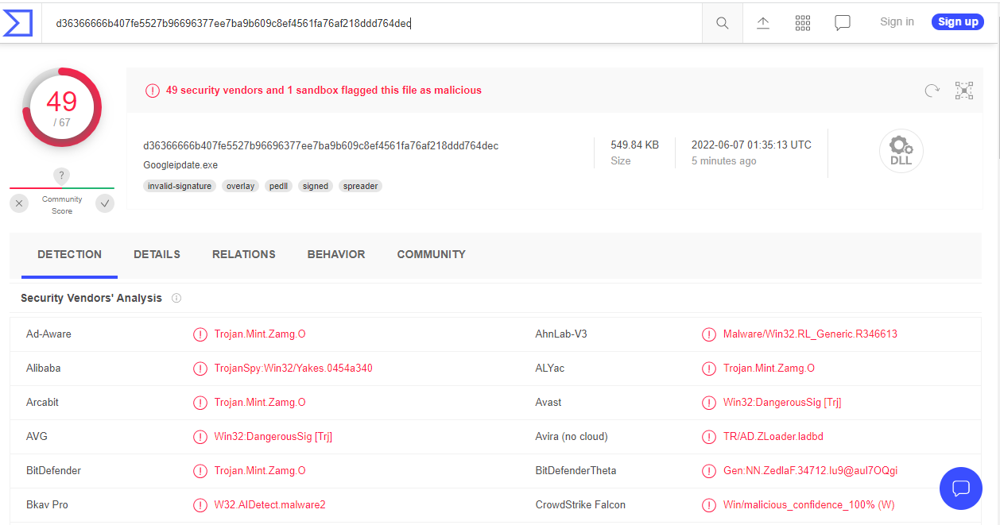 d36366666b407fe5527b96696377ee7ba9b609c8ef4561fa76af218ddd764dec
Sign in
Sign up
49
/ 67
?
Community
Score
49 security vendors and 1 sandbox flagged this file as malicious
d36366666b407fe5527b96696377ee7ba9b609c8ef4561fa76af218ddd764dec
Googleipdate.exe
invalid-signature overlay pedll signed spreader
549.84 KB
Size
2022-06-07 01:35:13 UTC
5 minutes ago
DLL
DETECTION DETAILS RELATIONS BEHAVIOR COMMUNITY
Security Vendors' Analysis
Ad-Aware Trojan.Mint.Zamg.O AhnLab-V3 Malware/Win32.RL_Generic.R346613
Alibaba TrojanSpy:Win32/Yakes.0454a340 ALYac Trojan.Mint.Zamg.O
Arcabit Trojan.Mint.Zamg.O Avast Win32:DangerousSig [Trj]
AVG Win32:DangerousSig [Trj] Avira (no cloud) TR/AD.ZLoader.ladbd
BitDefender Trojan.Mint.Zamg.O BitDefenderTheta Gen:NN.ZedlaF.34712.lu9@aul7OQgi
Bkav Pro W32.AIDetect.malware2 CrowdStrike Falcon Win/malicious_confidence_100% (W)